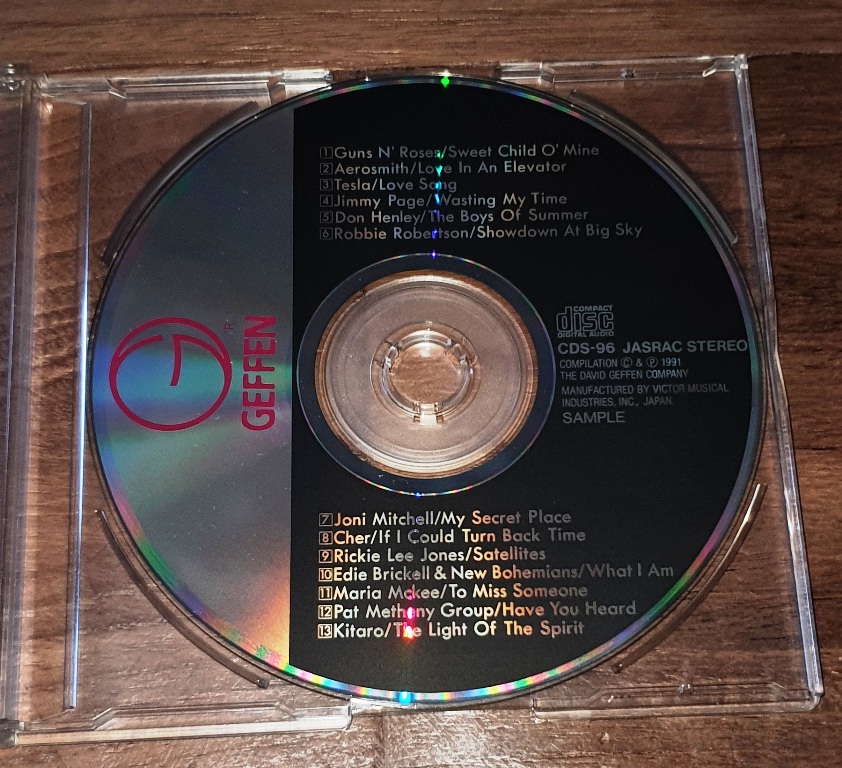 1 Guns N' Roses/Sweet Child O' Mine
2 Aerosmith/Love In An Elevator
3 Tesla/Love Song
4 Jimmy Page/Wasting My Time
5 Don Henley/The Boys Of Summer
6 Robbie Robertson/Showdown At Big Sky
GEFFEN
COMPACT
disc
DIGITAL AUDIO
CDS-96 JASRAC STEREO
COMPILATION © & ℗ 1991
THE DAVID GEFFEN COMPANY
MANUFACTURED BY VICTOR MUSICAL
INDUSTRIES, INC., JAPAN.
SAMPLE
7 Joni Mitchell/My Secret Place
8 Cher/If I Could Turn Back Time
9 Rickie Lee Jones/Satellites
10 Edie Brickell & New Bohemians/What I Am
11 Maria Mckee/To Miss Someone
12 Pat Metheny Group/Have You Heard
13 Kitaro/The Light Of The Spirit